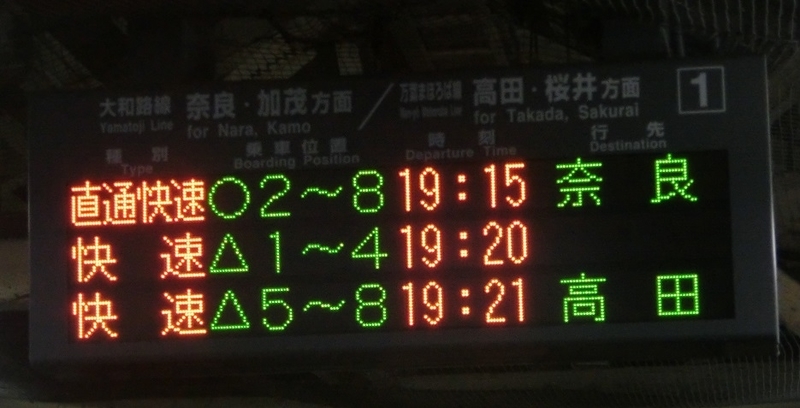 大和路線 奈良・加茂方面 / 万葉まほろば線 高田・桜井方面 1
Yamatoji Line for Nara, Kamo for Takada, Sakurai
種別 乗車位置 時刻 行先
Type Boarding Position Departure Time Destination
直通快速 ○2～8 19:15 奈良
快速 △1～4 19:20
快速 △5～8 19:21 高田